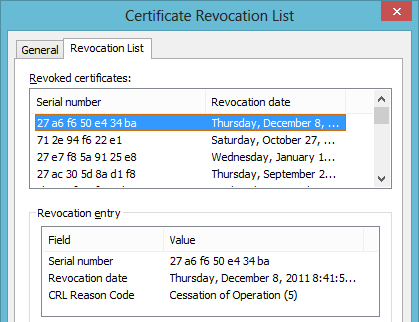 Certificate Revocation List
General Revocation List
Revoked certificates:
Serial number Revocation date
27 a6 f6 50 e4 34 ba Thursday, December 8, ...
71 2e 94 f6 22 e1 Saturday, October 27, ...
27 e7 f8 5a 91 25 e8 Wednesday, January 1...
27 ac 30 5d 8a d1 f8 Thursday, September 2...
Revocation entry
Field Value
Serial number 27 a6 f6 50 e4 34 ba
Revocation date Thursday, December 8, 2011 8:41:5...
CRL Reason Code Cessation of Operation (5)